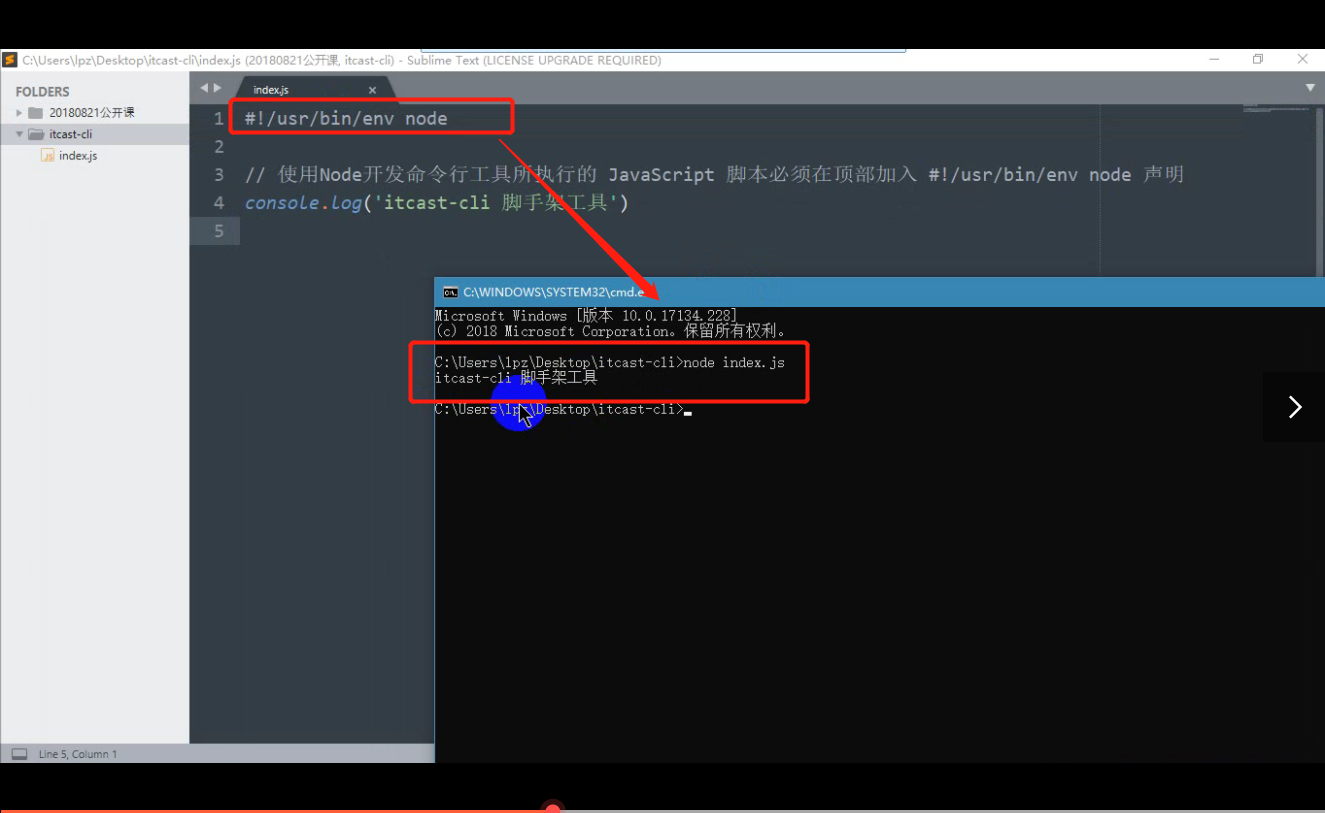 C:\Users\lpz\Desktop\itcast-cli\index.js (20180821公开课, itcast-cli) - Sublime Text (LICENSE UPGRADE REQUIRED)
FOLDERS
20180821公开课
itcast-cli
index.js
index.js
1 #!/usr/bin/env node
2
3 // 使用Node开发命令行工具所执行的 JavaScript 脚本必须在顶部加入 #!/usr/bin/env node 声明
4 console.log('itcast-cli 脚手架工具')
5
C:\WINDOWS\SYSTEM32\cmd.e
Microsoft Windows [版本 10.0.17134.228]
(c) 2018 Microsoft Corporation。保留所有权利。
C:\Users\lpz\Desktop\itcast-cli>node index.js
itcast-cli 脚手架工具
C:\Users\lpz\Desktop\itcast-cli>
Line 5, Column 1